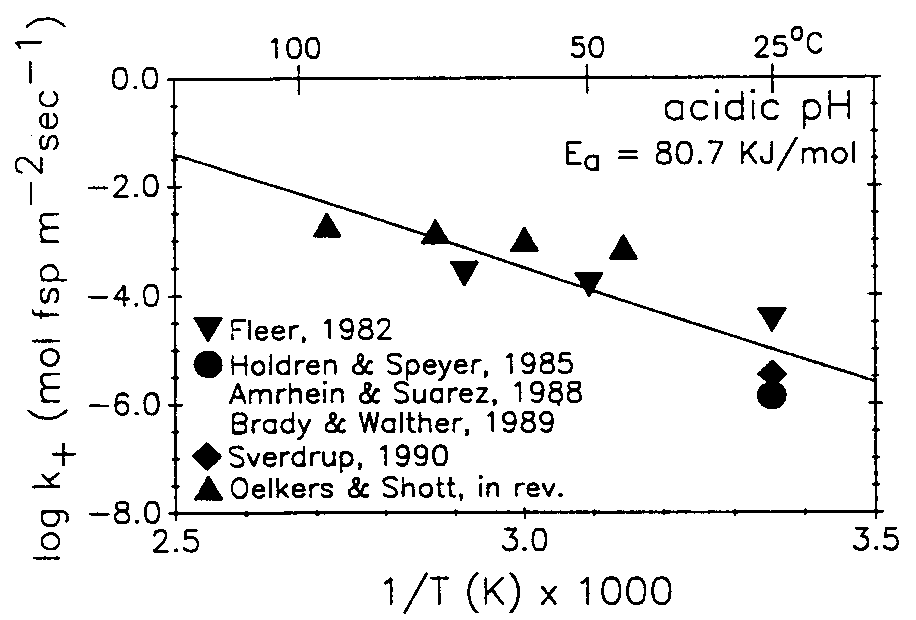 100 50 25°C
0.0
acidic pH
Ea = 80.7 KJ/mol
−2.0
−4.0
Fleer, 1982
Holdren & Speyer, 1985
Amrhein & Suarez, 1988
−6.0
Brady & Walther, 1989
Sverdrup, 1990
Oelkers & Shott, in rev.
−8.0
2.5 3.0 3.5
1/T (K) x 1000
log k+ (mol fsp m−2sec−1)